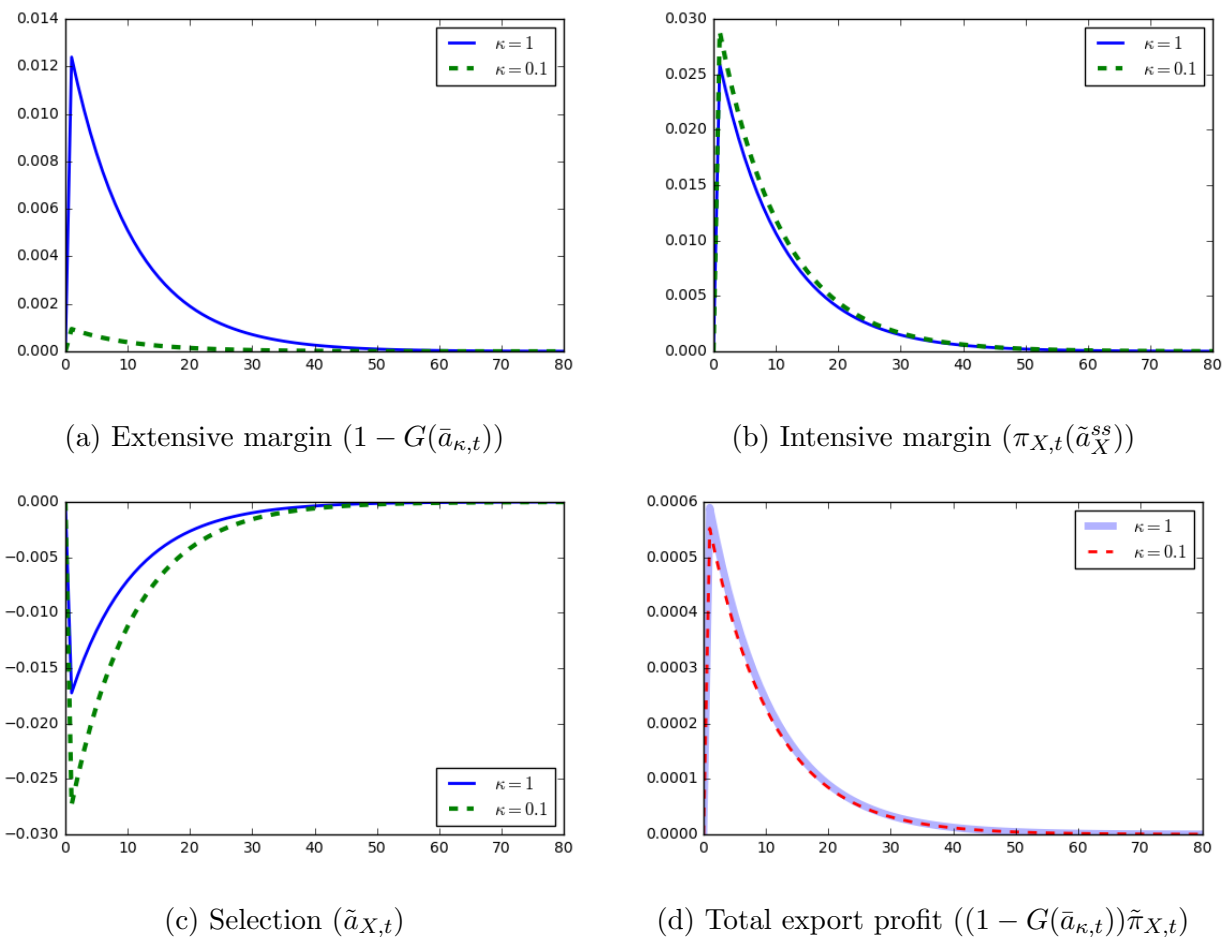 0.014
0.012
0.010
0.008
0.006
0.004
0.002
0.000
0 10 20 30 40 50 60 70 80
κ = 1
κ = 0.1
(a) Extensive margin (1 − G(ā_{κ,t}))
0.030
0.025
0.020
0.015
0.010
0.005
0.000
0 10 20 30 40 50 60 70 80
κ = 1
κ = 0.1
(b) Intensive margin (π_{X,t}(ã_X^{ss}))
0.000
−0.005
−0.010
−0.015
−0.020
−0.025
−0.030
0 10 20 30 40 50 60 70 80
κ = 1
κ = 0.1
(c) Selection (ã_{X,t})
0.0006
0.0005
0.0004
0.0003
0.0002
0.0001
0.0000
0 10 20 30 40 50 60 70 80
κ = 1
κ = 0.1
(d) Total export profit ((1 − G(ā_{κ,t}))π̃_{X,t})